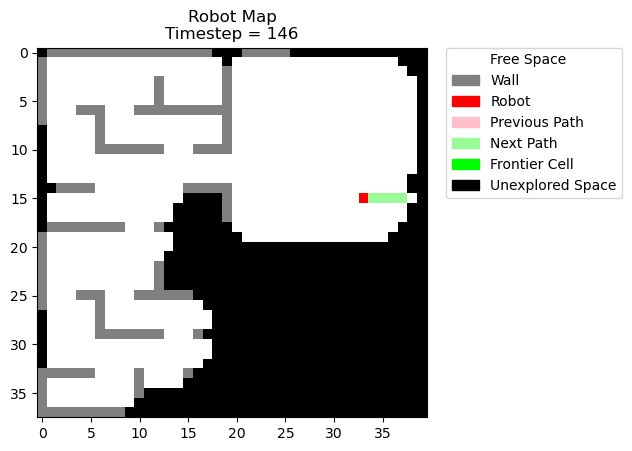 Robot Map
Timestep = 146
Free Space
Wall
Robot
Previous Path
Next Path
Frontier Cell
Unexplored Space
0
5
10
15
20
25
30
35
0
5
10
15
20
25
30
35